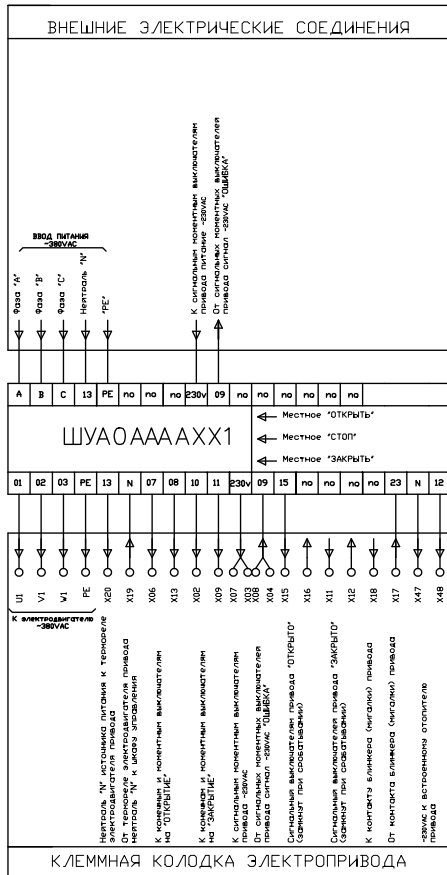 ВНЕШНИЕ ЭЛЕКТРИЧЕСКИЕ СОЕДИНЕНИЯ
ВВОД ПИТАНИЯ
~380VAC
Фаза "A"
Фаза "B"
Фаза "C"
Нейтраль "N"
"PE"
К сигнальным моментным выключателям
привода питание ~230VAC
От сигнальных моментных выключателей
привода сигнал ~230VAC "ОШИБКА"
A B C 13 PE no no no 230v 09 no no no no no no
ШУА0АААAXX1
Местное "ОТКРЫТЬ"
Местное "СТОП"
Местное "ЗАКРЫТЬ"
01 02 03 PE 13 N 07 08 10 11 230v 09 15 no no no no 23 N 12
U1 V1 W1 PE X20 X19 X06 X13 X02 X09 X07 X03 X08 X04 X15 X16 X11 X12 X18 X17 X47 X48
К электродвигателю
~380VAC
Нейтраль "N" источника питания к термореле
электродвигателя привода
От термореле электродвигателя привода
нейтраль "N" к шкафу управления
К конечным и моментным выключателям
на "ОТКРЫТИЕ"
К конечным и моментным выключателям
на "ЗАКРЫТИЕ"
К сигнальным моментным выключателям
привода ~230VAC
От сигнальных моментных выключателей
привода сигнал ~230VAC "ОШИБКА"
Сигнальный выключателям привода "ОТКРЫТО"
(замкнут при срабатывании)
Сигнальный выключателей привода "ЗАКРЫТО"
(замкнут при срабатывании)
К контакту блинкера (мигалки) привода
От контакта блинкера (мигалки) привода
~230VAC к встроенному отопителю
привода
КЛЕММНАЯ КОЛОДКА ЭЛЕКТРОПРИВОДА